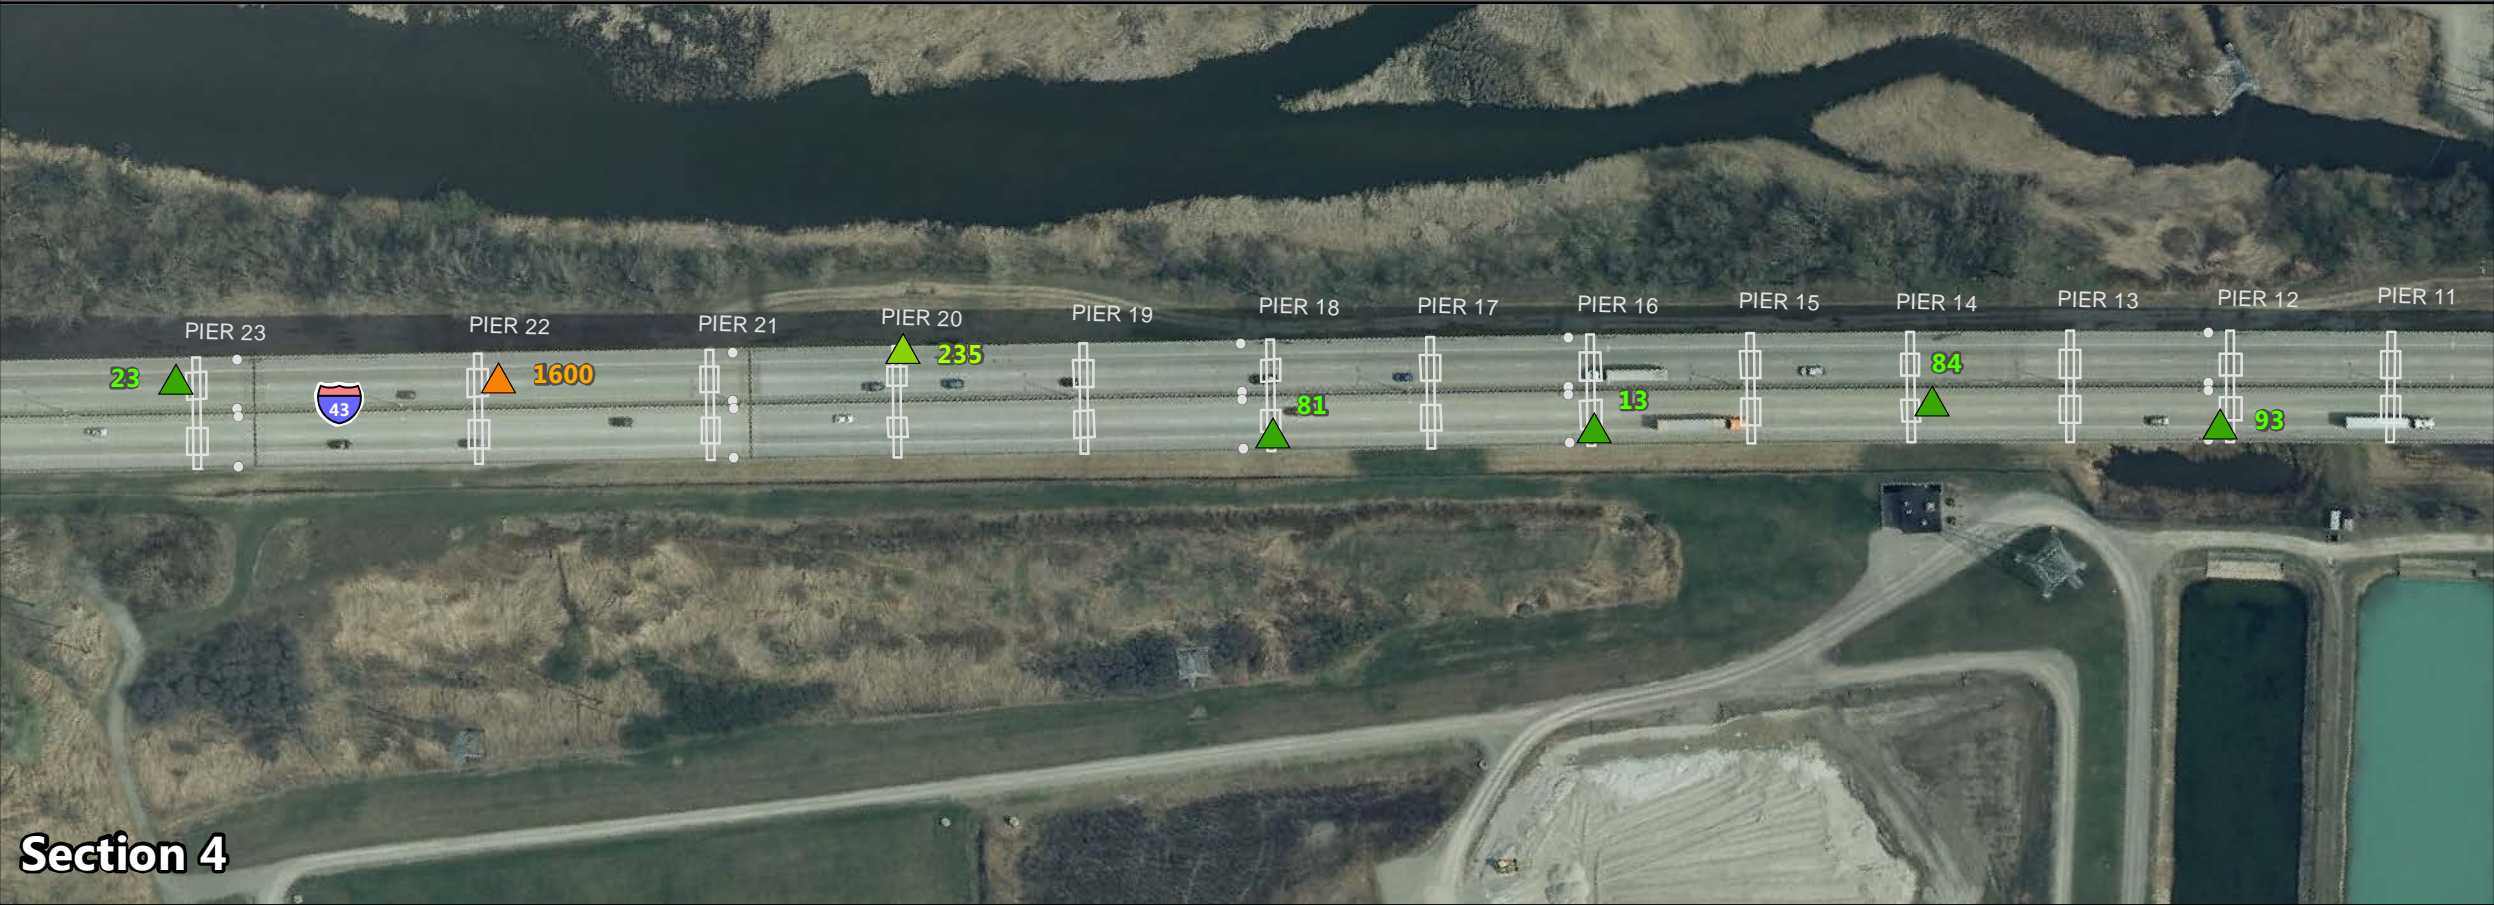 PIER 23
PIER 22
PIER 21
PIER 20
PIER 19
PIER 18
PIER 17
PIER 16
PIER 15
PIER 14
PIER 13
PIER 12
PIER 11
23
43
1600
235
81
13
84
93
Section 4